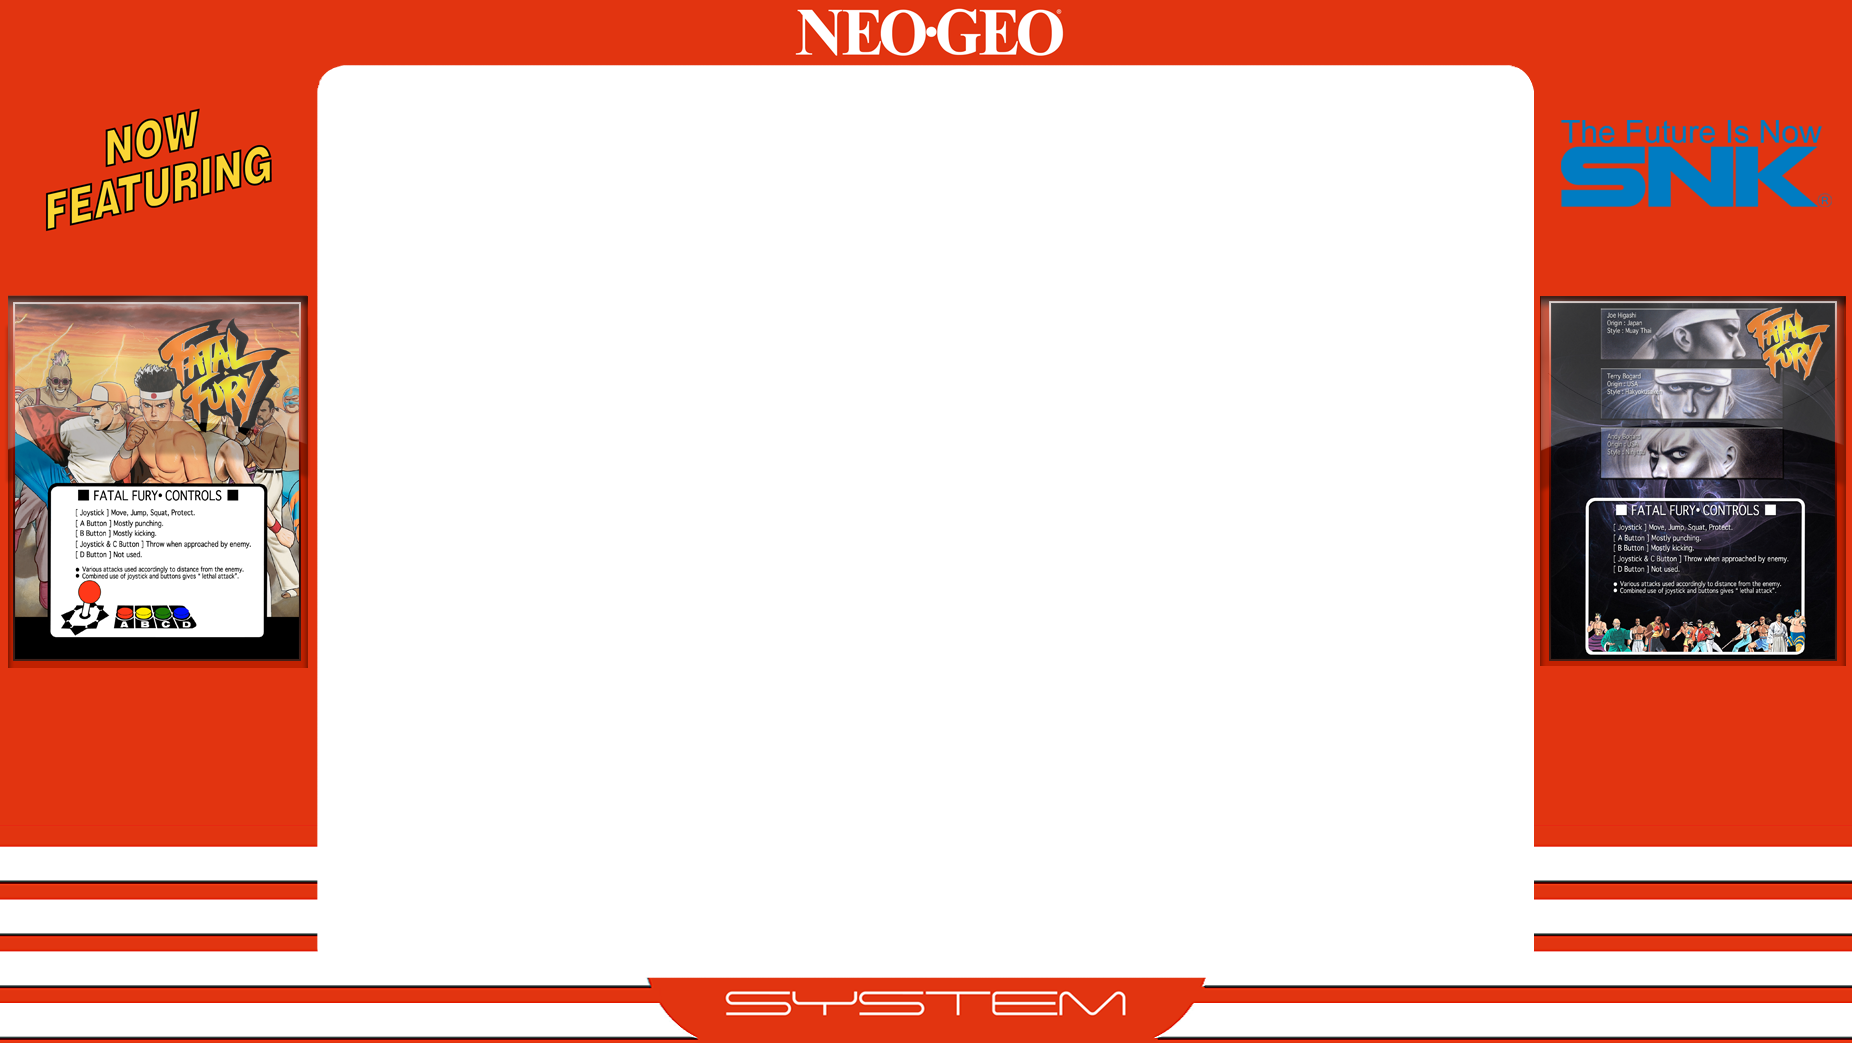 NEO•GEO®
NOW
FEATURING
FATAL
FURY
■ FATAL FURY• CONTROLS ■
[ Joystick ] Move, Jump, Squat, Protect.
[ A Button ] Mostly punching.
[ B Button ] Mostly kicking.
[ Joystick & C Button ] Throw when approached by enemy.
[ D Button ] Not used.
● Various attacks used accordingly to distance from the enemy.
● Combined use of joystick and buttons gives " lethal attack".
A B C D
The Future Is Now
SNK®
Joe Higashi
Origin : Japan
Style : Muay Thai
FATAL
FURY
Terry Bogard
Origin : USA
Style :
Andy Bogard
Origin : USA
Style :
■ FATAL FURY• CONTROLS ■
[ Joystick ] Move, Jump, Squat, Protect.
[ A Button ] Mostly punching.
[ B Button ] Mostly kicking.
[ Joystick & C Button ] Throw when approached by enemy.
[ D Button ] Not used.
● Various attacks used accordingly to distance from the enemy.
● Combined use of joystick and buttons gives " lethal attack".
SYSTEM